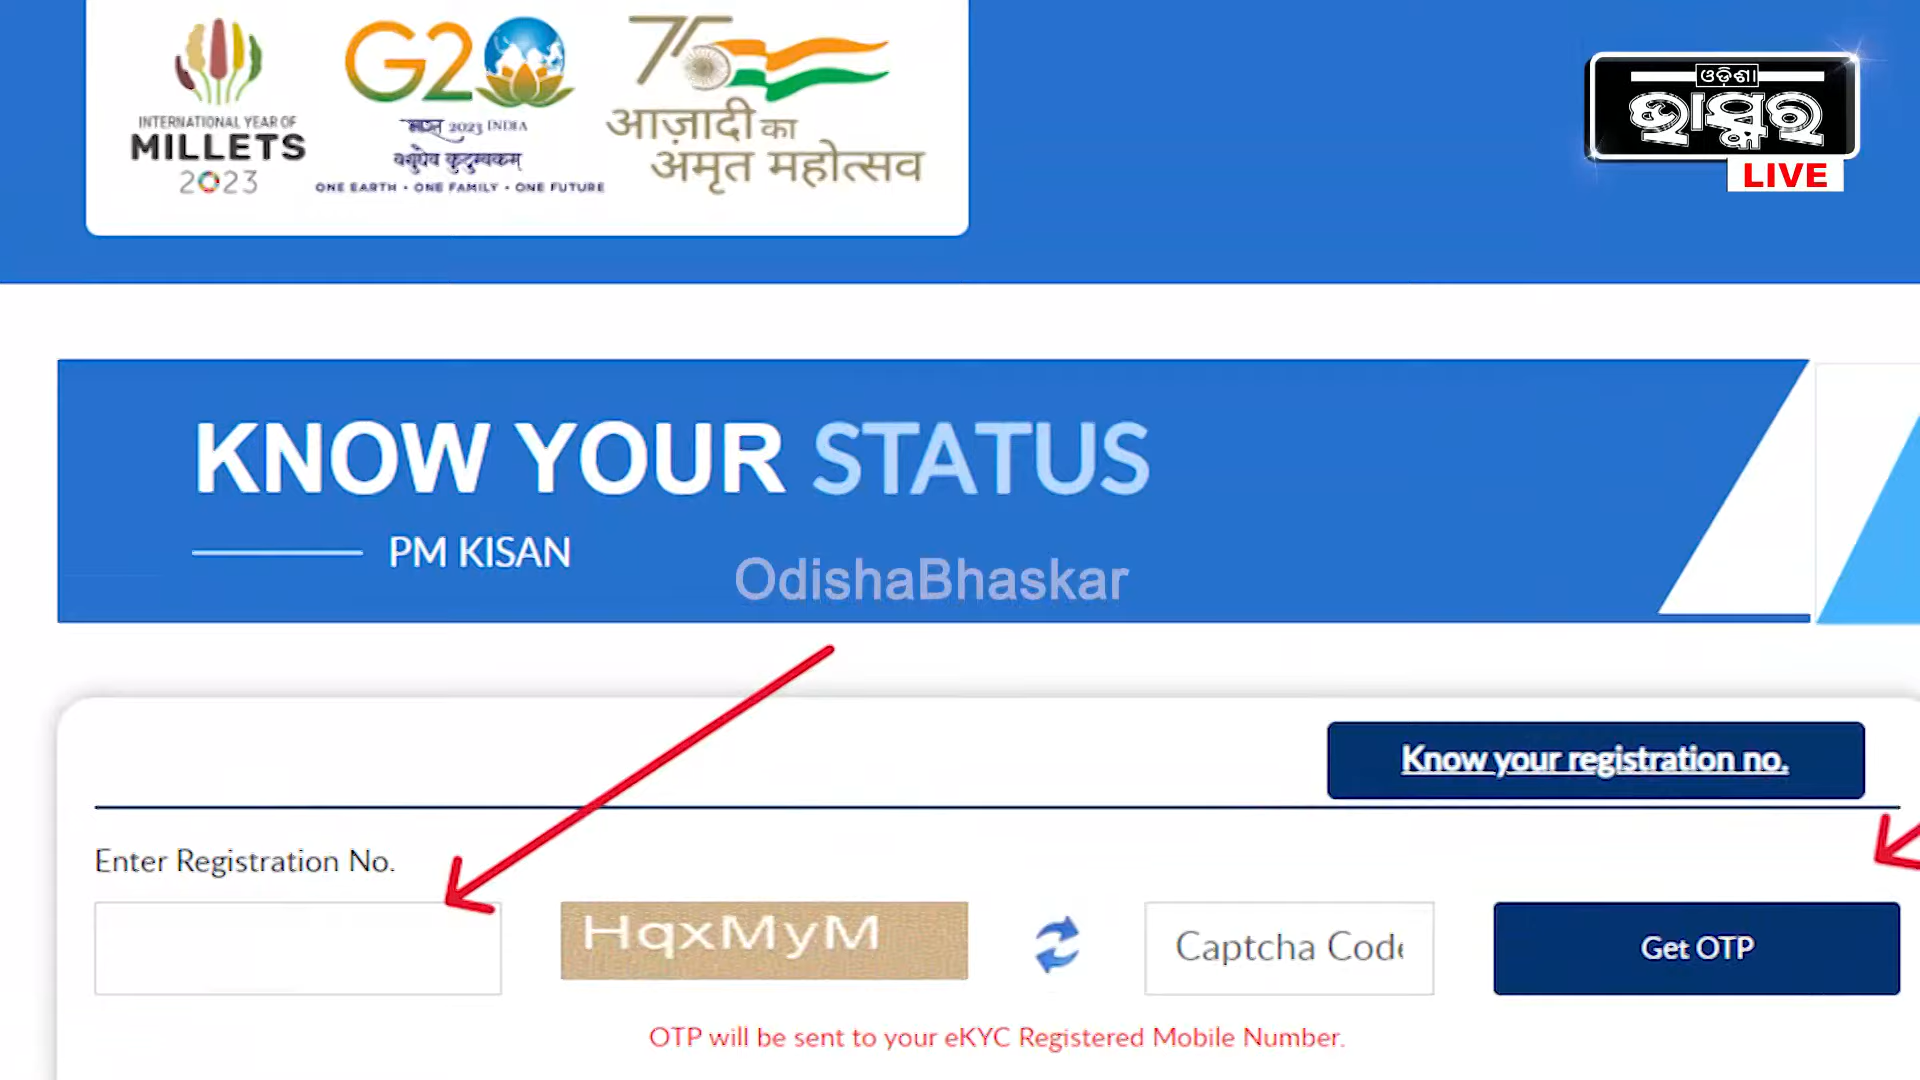 INTERNATIONAL YEAR OF
MILLETS
2023
G20
भारत 2023 INDIA
वसुधैव कुटुम्बकम्
ONE EARTH • ONE FAMILY • ONE FUTURE
75
आज़ादी का
अमृत महोत्सव
ଓଡ଼ିଶା
ଭାସ୍କର
LIVE
KNOW YOUR STATUS
PM KISAN
OdishaBhaskar
Know your registration no.
Enter Registration No.
HqxMyM
Captcha Code
Get OTP
OTP will be sent to your eKYC Registered Mobile Number.